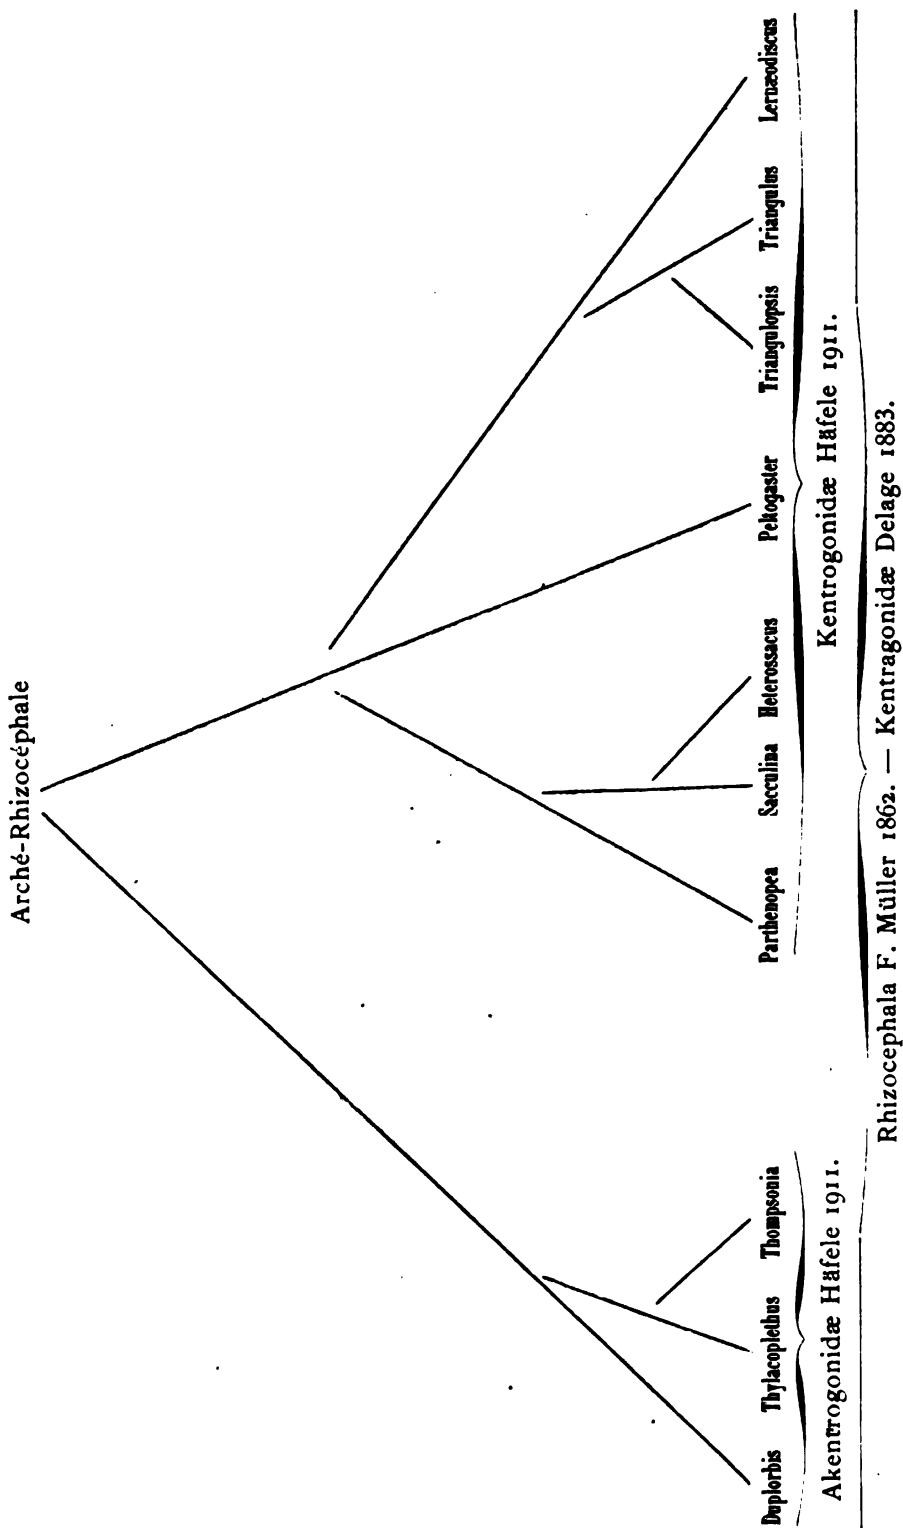 Arché-Rhizocéphale
Duplorbis Thylacoplethus Thompsonia Parthenopea Sacculina Heterossacus Peltogaster Triangulopsis Triangulus Lernæodiscus
Akentrogonidæ Häfele 1911. Kentrogonidæ Häfele 1911.
Rhizocephala F. Müller 1862. — Kentragonidæ Delage 1883.